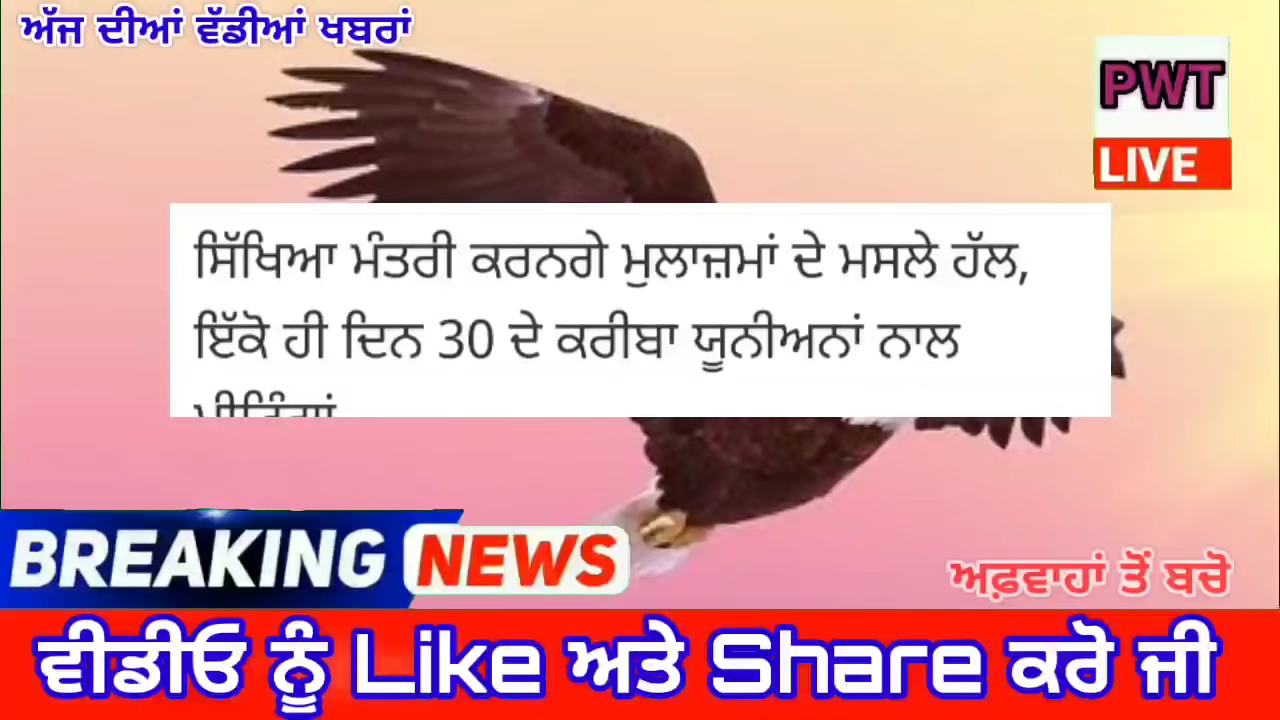 ਅੱਜ ਦੀਆਂ ਵੱਡੀਆਂ ਖਬਰਾਂ
PWT
LIVE
ਸਿੱਖਿਆ ਮੰਤਰੀ ਕਰਨਗੇ ਮੁਲਾਜ਼ਮਾਂ ਦੇ ਮਸਲੇ ਹੱਲ,
ਇੱਕੋ ਹੀ ਦਿਨ 30 ਦੇ ਕਰੀਬਾ ਯੂਨੀਅਨਾਂ ਨਾਲ
BREAKING NEWS
ਅਫ਼ਵਾਹਾਂ ਤੋਂ ਬਚੋ
ਵੀਡੀਓ ਨੂੰ Like ਅਤੇ Share ਕਰੋ ਜੀ